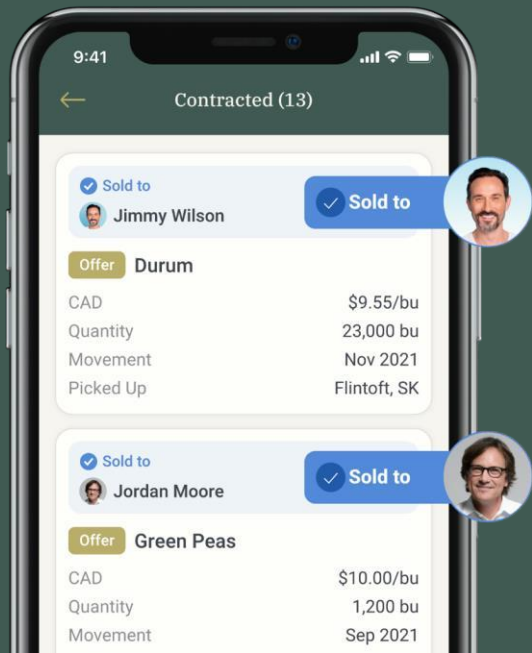 9:41
Contracted (13)
Sold to
Jimmy Wilson
Sold to
Offer Durum
CAD $9.55/bu
Quantity 23,000 bu
Movement Nov 2021
Picked Up Flintoft, SK
Sold to
Jordan Moore
Sold to
Offer Green Peas
CAD $10.00/bu
Quantity 1,200 bu
Movement Sep 2021